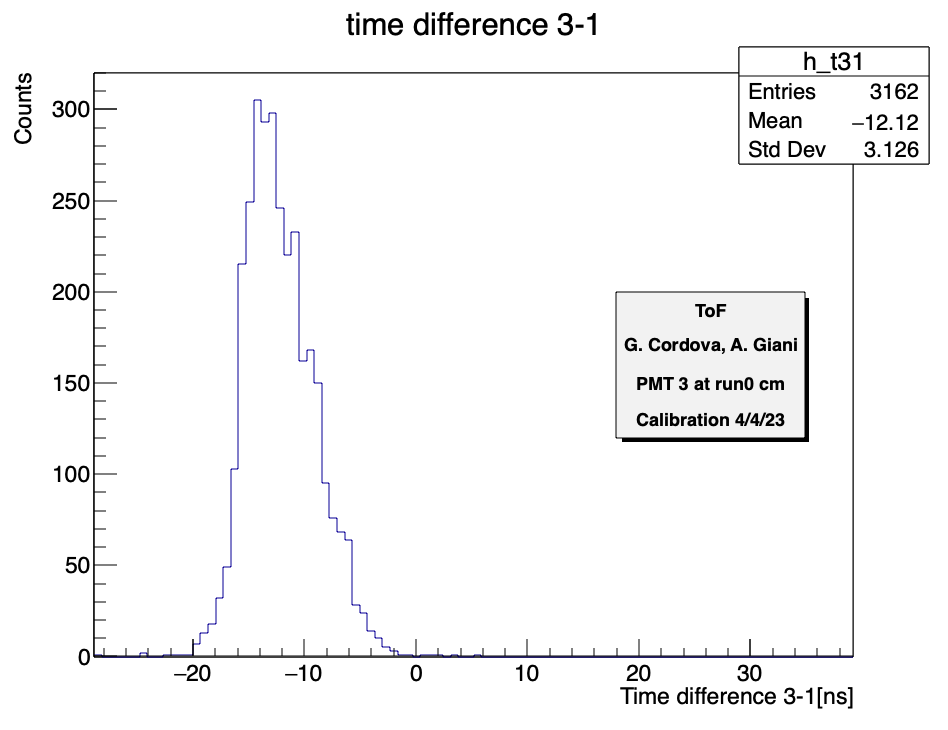 time difference 3-1
h_t31
Entries 3162
Mean −12.12
Std Dev 3.126
Counts
300
250
200
150
100
50
0
ToF
G. Cordova, A. Giani
PMT 3 at run0 cm
Calibration 4/4/23
−20 −10 0 10 20 30
Time difference 3-1[ns]